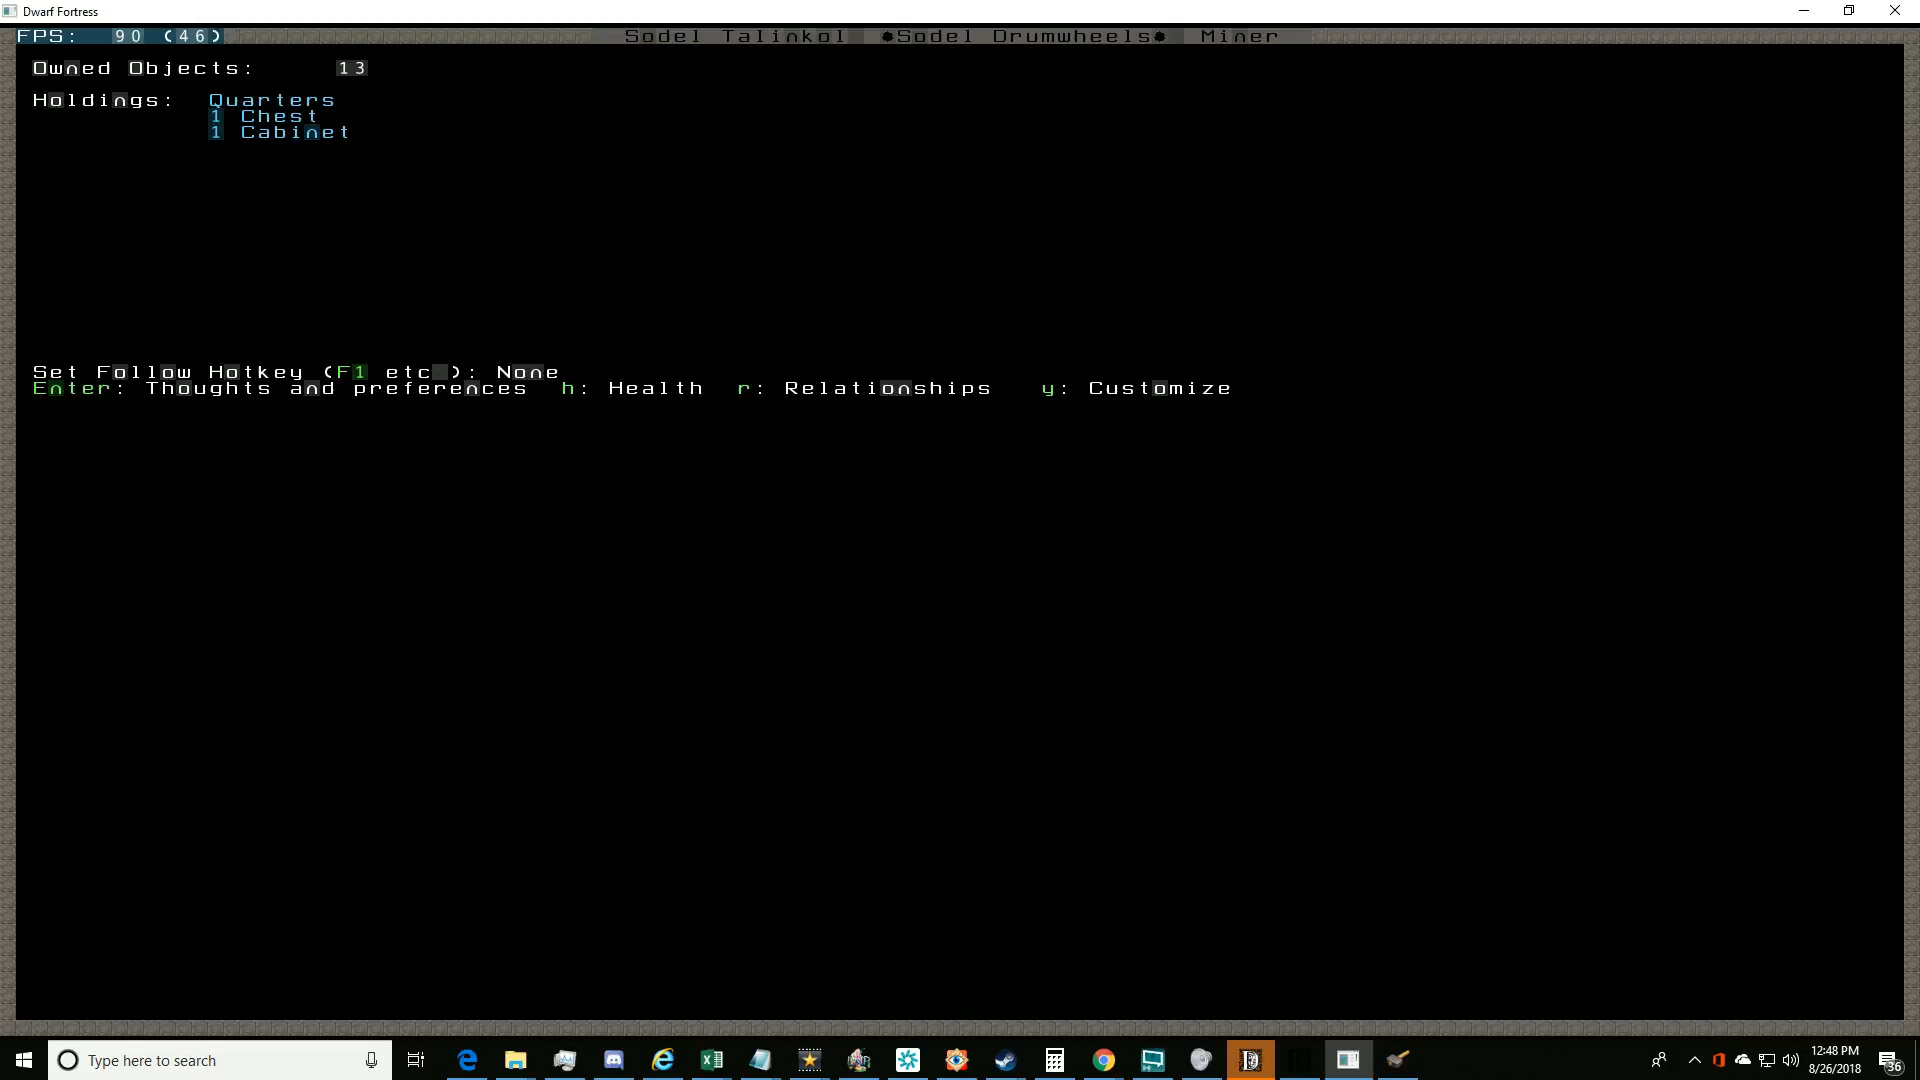 Dwarf Fortress
FPS: 90 (46) Sodel Talinkol ●Sodel Drumwheels● Miner
Owned Objects: 13
Holdings: Quarters
1 Chest
1 Cabinet
Set Follow Hotkey (F1 etc ): None
Enter: Thoughts and preferences h: Health r: Relationships y: Customize
Type here to search
12:48 PM
8/26/2018
36